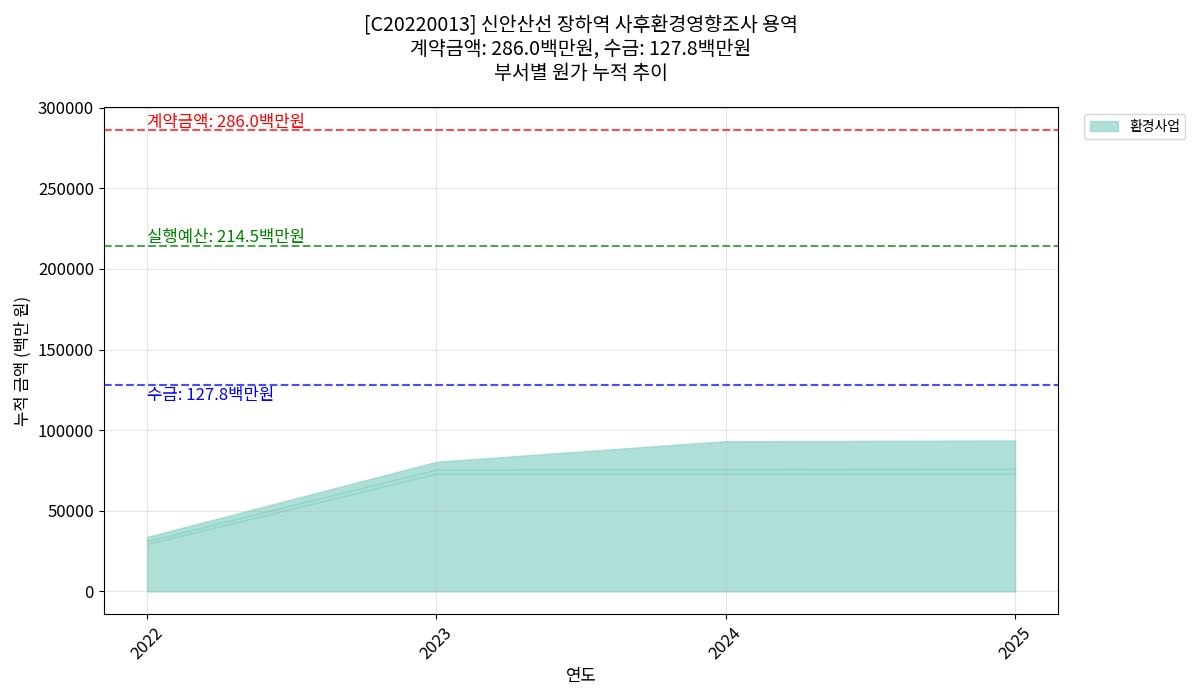 [C20220013] 신안산선 장하역 사후환경영향조사 용역
계약금액: 286.0백만원, 수금: 127.8백만원
부서별 원가 누적 추이
300000
250000
200000
150000
100000
50000
0
누적 금액 (백만 원)
계약금액: 286.0백만원
실행예산: 214.5백만원
수금: 127.8백만원
환경사업
2022
2023
2024
2025
연도